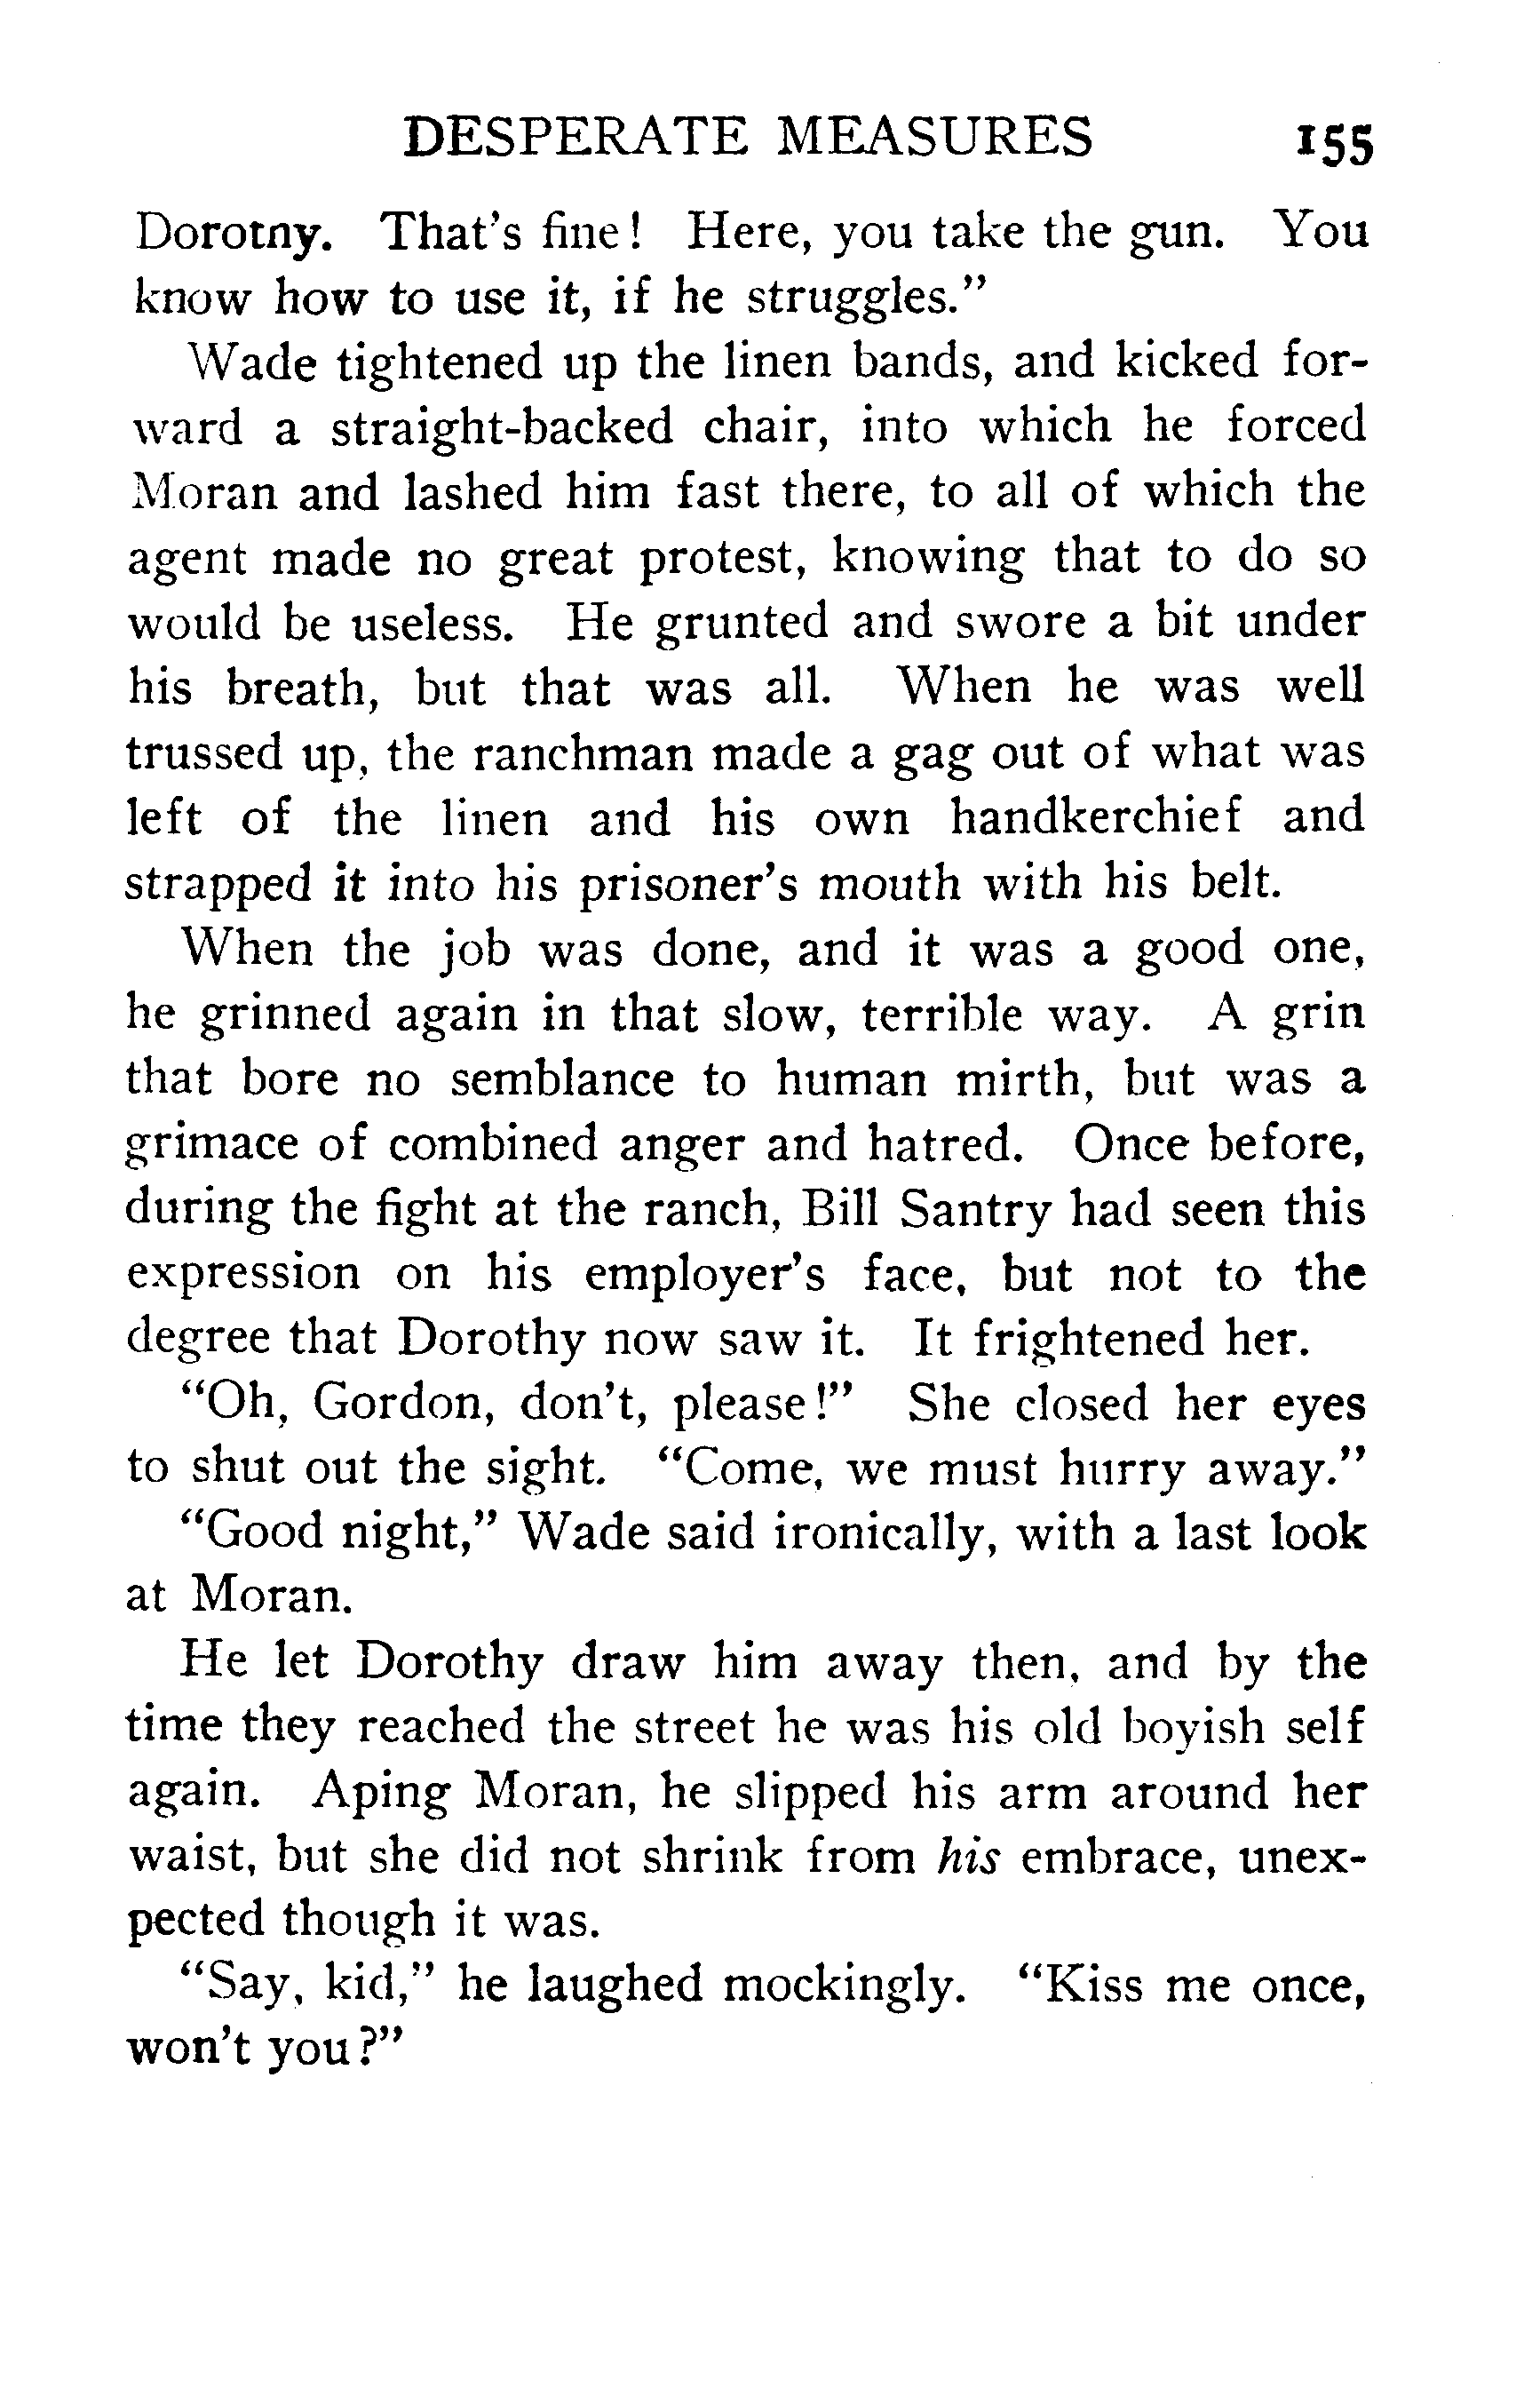 DESPERATE MEASURES 155
Dorotny. That's fine! Here, you take the gun. You
know how to use it, if he struggles."
Wade tightened up the linen bands, and kicked for-
ward a straight-backed chair, into which he forced
Moran and lashed him fast there, to all of which the
agent made no great protest, knowing that to do so
would be useless. He grunted and swore a bit under
his breath, but that was all. When he was well
trussed up, the ranchman made a gag out of what was
left of the linen and his own handkerchief and
strapped it into his prisoner's mouth with his belt.
When the job was done, and it was a good one,
he grinned again in that slow, terrible way. A grin
that bore no semblance to human mirth, but was a
grimace of combined anger and hatred. Once before,
during the fight at the ranch, Bill Santry had seen this
expression on his employer's face, but not to the
degree that Dorothy now saw it. It frightened her.
"Oh, Gordon, don't, please!" She closed her eyes
to shut out the sight. "Come, we must hurry away."
"Good night," Wade said ironically, with a last look
at Moran.
He let Dorothy draw him away then, and by the
time they reached the street he was his old boyish self
again. Aping Moran, he slipped his arm around her
waist, but she did not shrink from his embrace, unex-
pected though it was.
"Say, kid," he laughed mockingly. "Kiss me once,
won't you?"